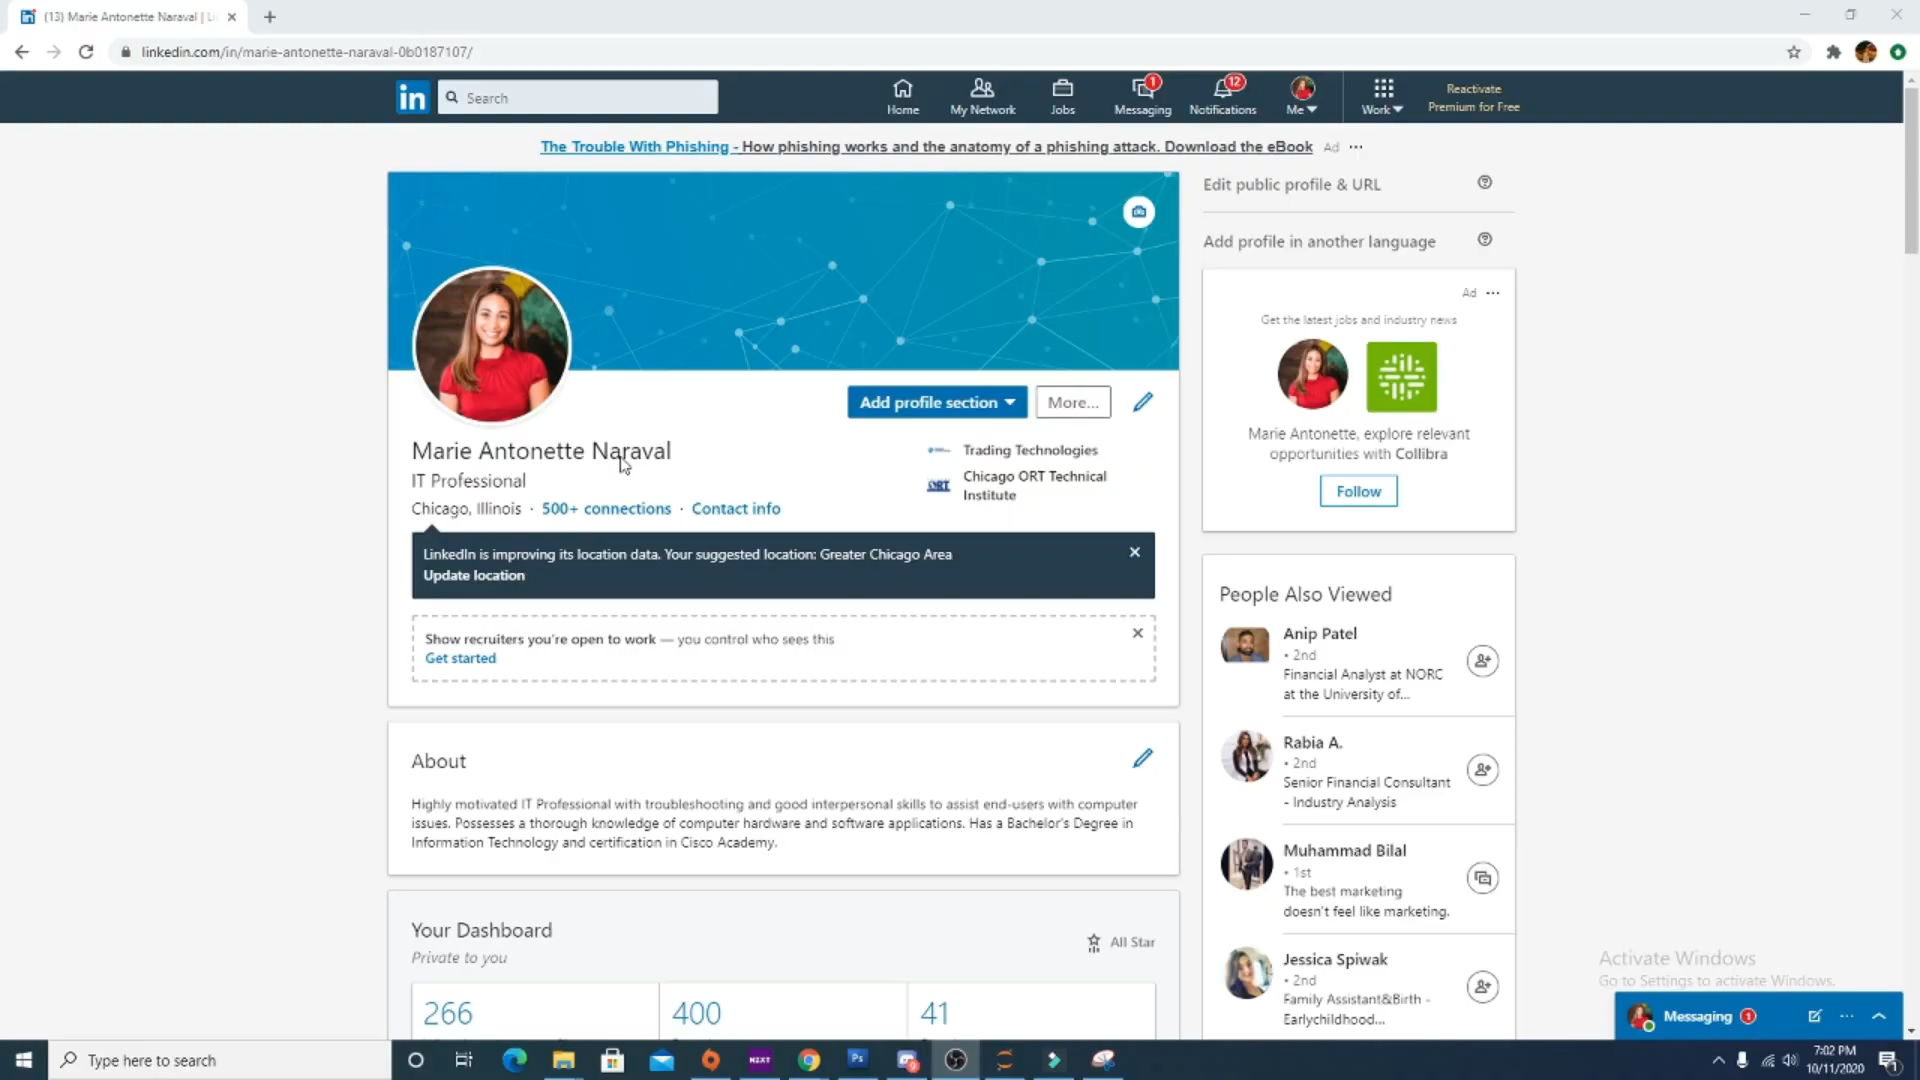 (13) Marie Antonette Naraval | Li
linkedin.com/in/marie-antonette-naraval-0b0187107/
in
Search
Home
My Network
Jobs
1
Messaging
12
Notifications
Me
Work
Reactivate
Premium for Free
The Trouble With Phishing - How phishing works and the anatomy of a phishing attack. Download the eBook Ad ...
Edit public profile & URL
Add profile in another language
Add profile section
More...
Marie Antonette Naraval
IT Professional
Chicago, Illinois · 500+ connections · Contact info
Trading Technologies
ORT
Chicago ORT Technical
Institute
LinkedIn is improving its location data. Your suggested location: Greater Chicago Area
Update location
Show recruiters you're open to work — you control who sees this
Get started
About
Highly motivated IT Professional with troubleshooting and good interpersonal skills to assist end-users with computer
issues. Possesses a thorough knowledge of computer hardware and software applications. Has a Bachelor's Degree in
Information Technology and certification in Cisco Academy.
Your Dashboard
Private to you
All Star
266
400
41
Ad ...
Get the latest jobs and industry news
Marie Antonette, explore relevant
opportunities with Collibra
Follow
People Also Viewed
Anip Patel
• 2nd
Financial Analyst at NORC
at the University of...
Rabia A.
• 2nd
Senior Financial Consultant
- Industry Analysis
Muhammad Bilal
• 1st
The best marketing
doesn't feel like marketing.
Jessica Spiwak
• 2nd
Family Assistant&Birth -
Earlychildhood...
Activate Windows
Go to Settings to activate Windows.
Messaging 1
Type here to search
NZXT
Ps
7:02 PM
10/11/2020
1